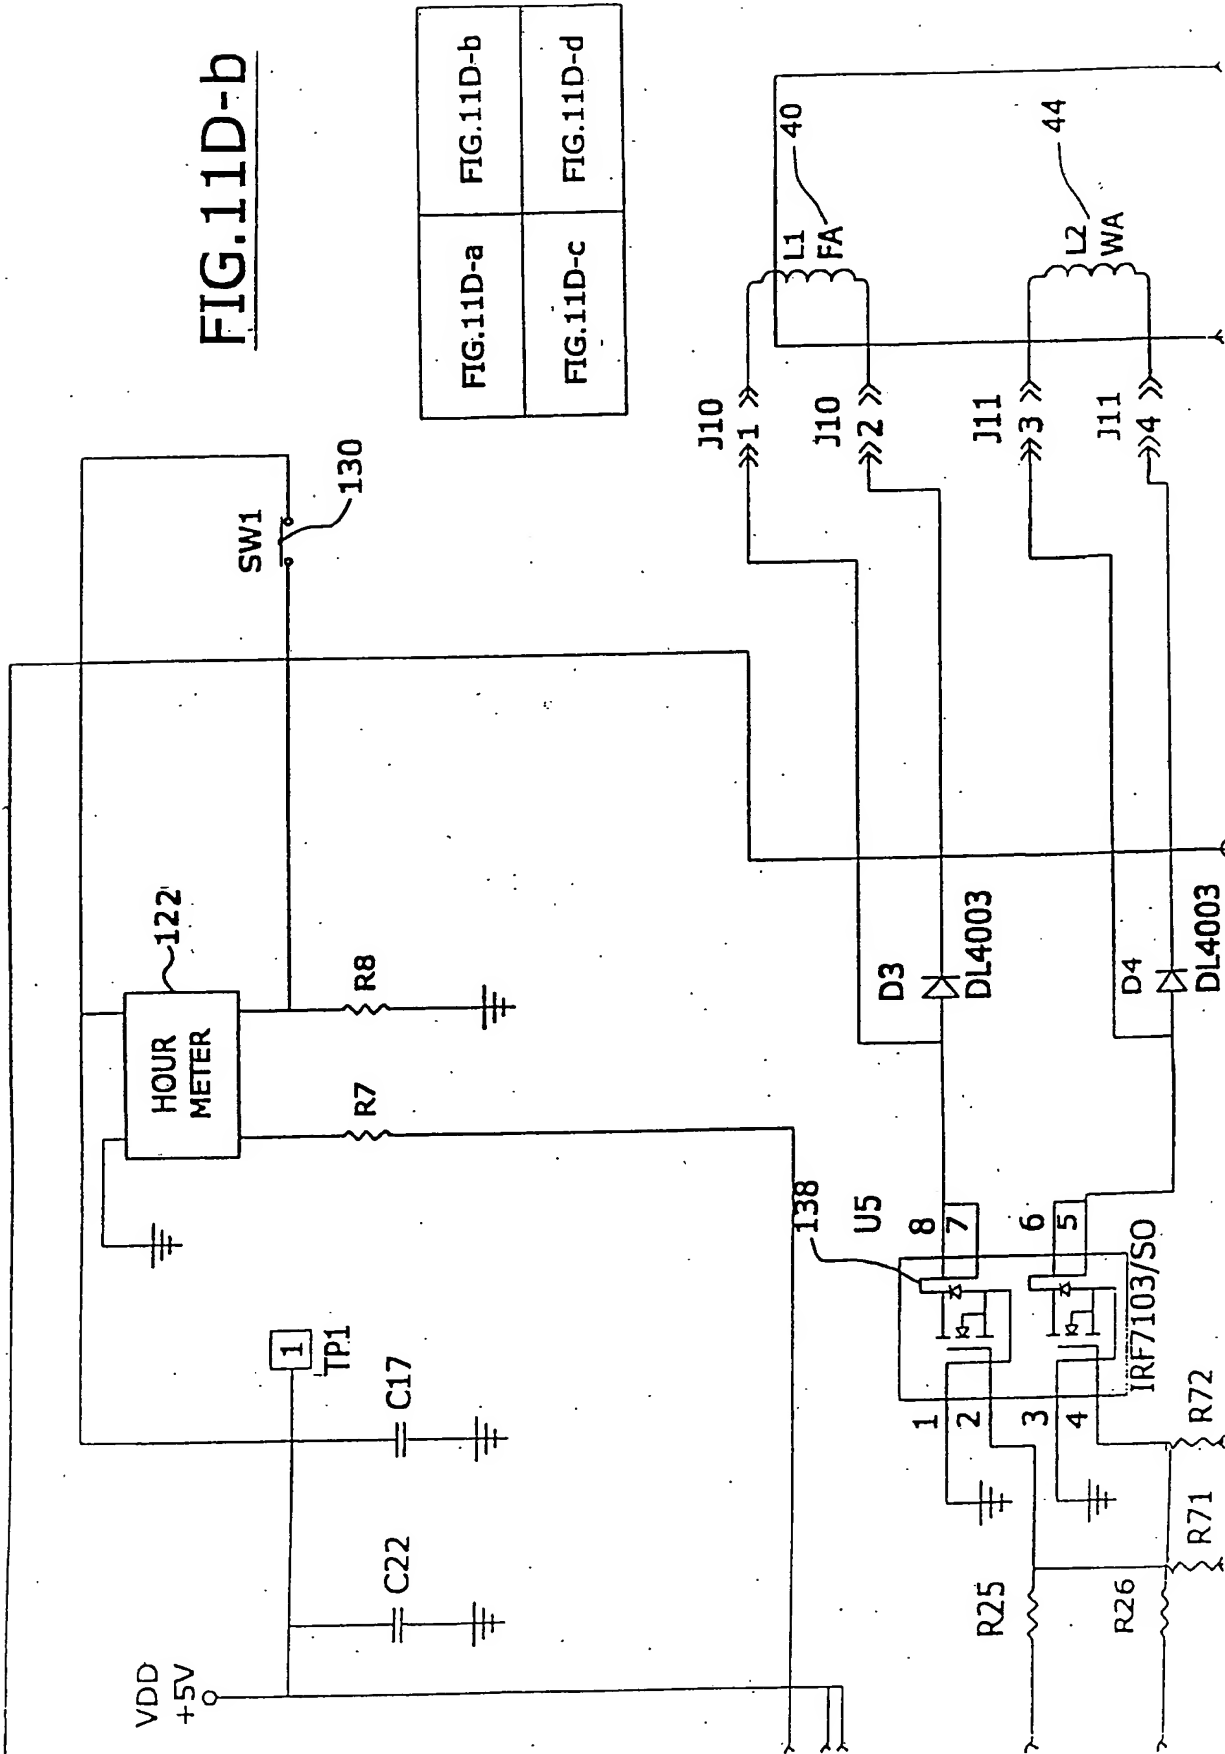 FIG.11D-b
FIG.11D-a
FIG.11D-b
FIG.11D-c
FIG.11D-d
VDD
+5V
C22
C17
1
TP1
HOUR
METER
122
R7
R8
SW1
130
138
U5
1
2
3
4
8
7
6
5
IRF7103/SO
R25
R26
R71
R72
D3
DL4003
D4
DL4003
J10
1
J10
2
J11
3
J11
4
L1
FA
40
L2
WA
44